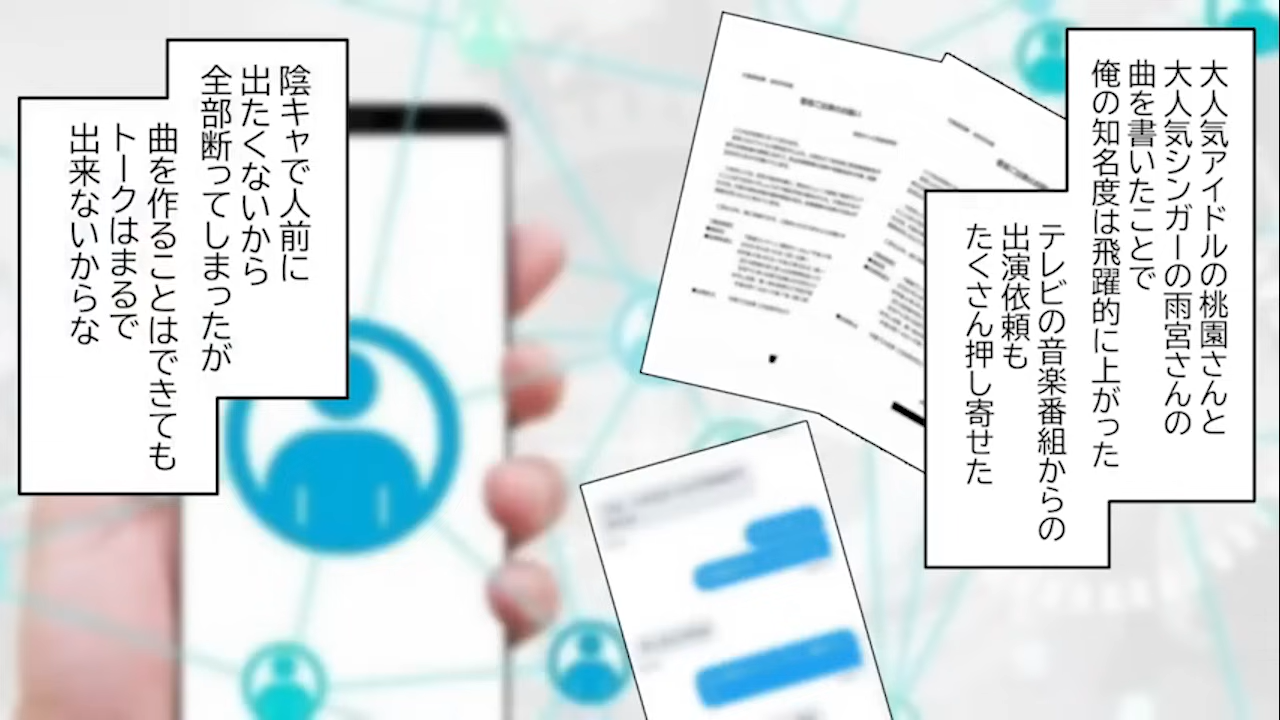 大人気アイドルの桃園さんと
大人気シンガーの雨宮さんの
曲を書いたことで
俺の知名度は飛躍的に上がった
テレビの音楽番組からの
出演依頼も
たくさん押し寄せた
陰キャで人前に
出たくないから
全部断ってしまったが
曲を作ることはできても
トークはまるで
出来ないからな